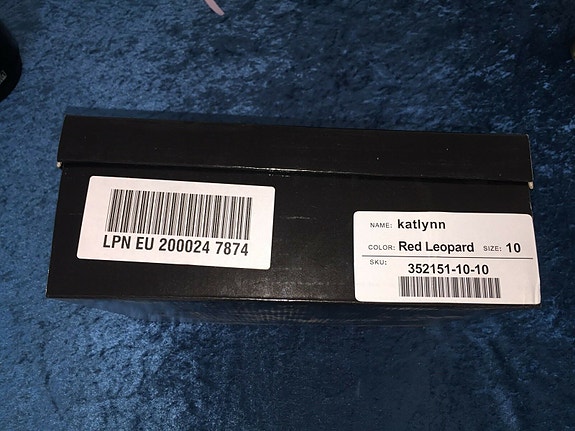 LPN EU 200024 7874
NAME: katlynn
COLOR: Red Leopard SIZE: 10
SKU: 352151-10-10